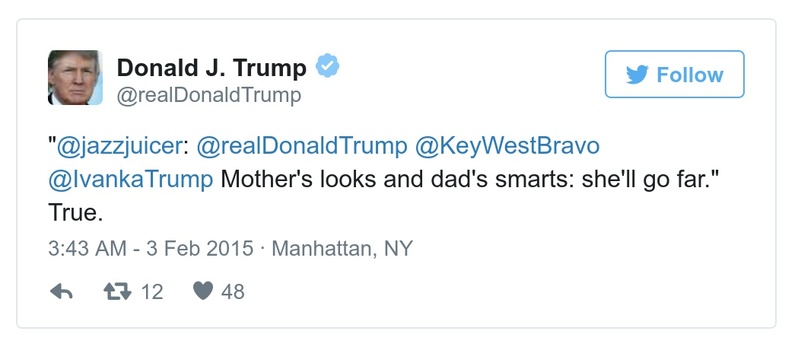 Donald J. Trump
@realDonaldTrump
Follow
"@jazzjuicer: @realDonaldTrump @KeyWestBravo
@IvankaTrump Mother's looks and dad's smarts: she'll go far."
True.
3:43 AM - 3 Feb 2015 · Manhattan, NY
12 48